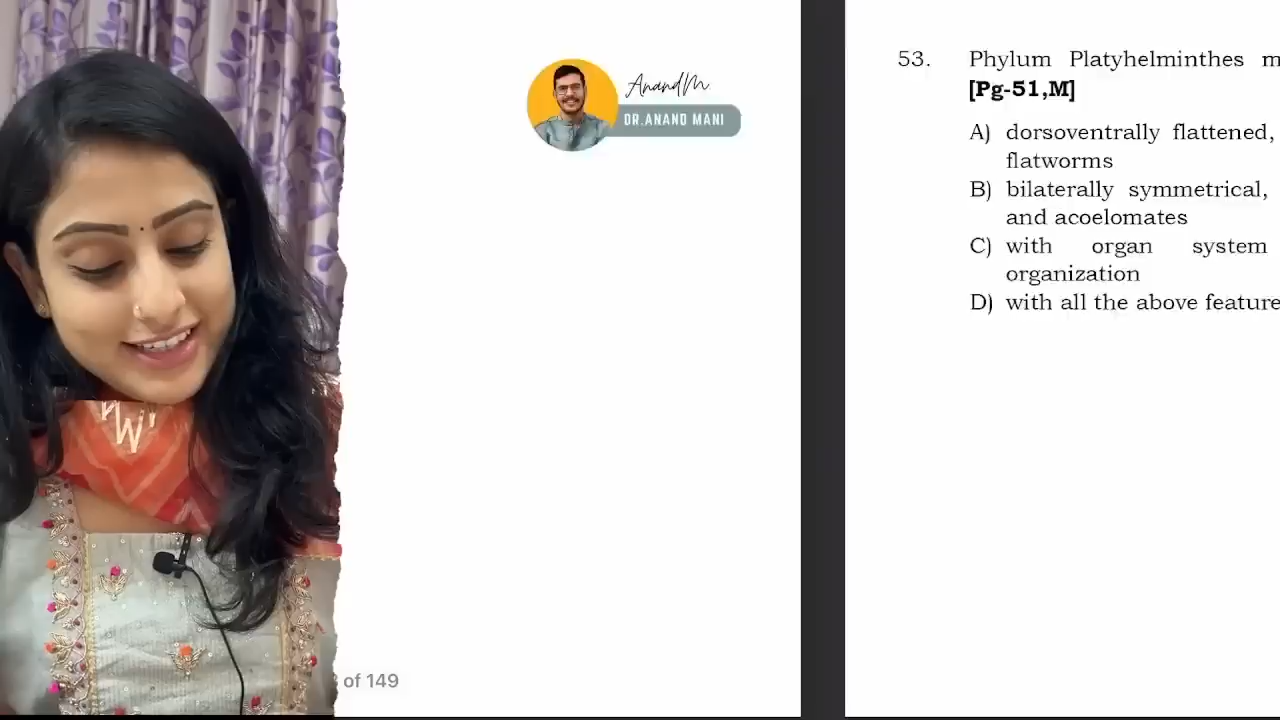 AnandM
DR.ANAND MANI
53.
Phylum Platyhelminthes
[Pg-51,M]
A) dorsoventrally flattened,
flatworms
B) bilaterally symmetrical,
and acoelomates
C) with organ system
organization
D) with all the above feature
of 149